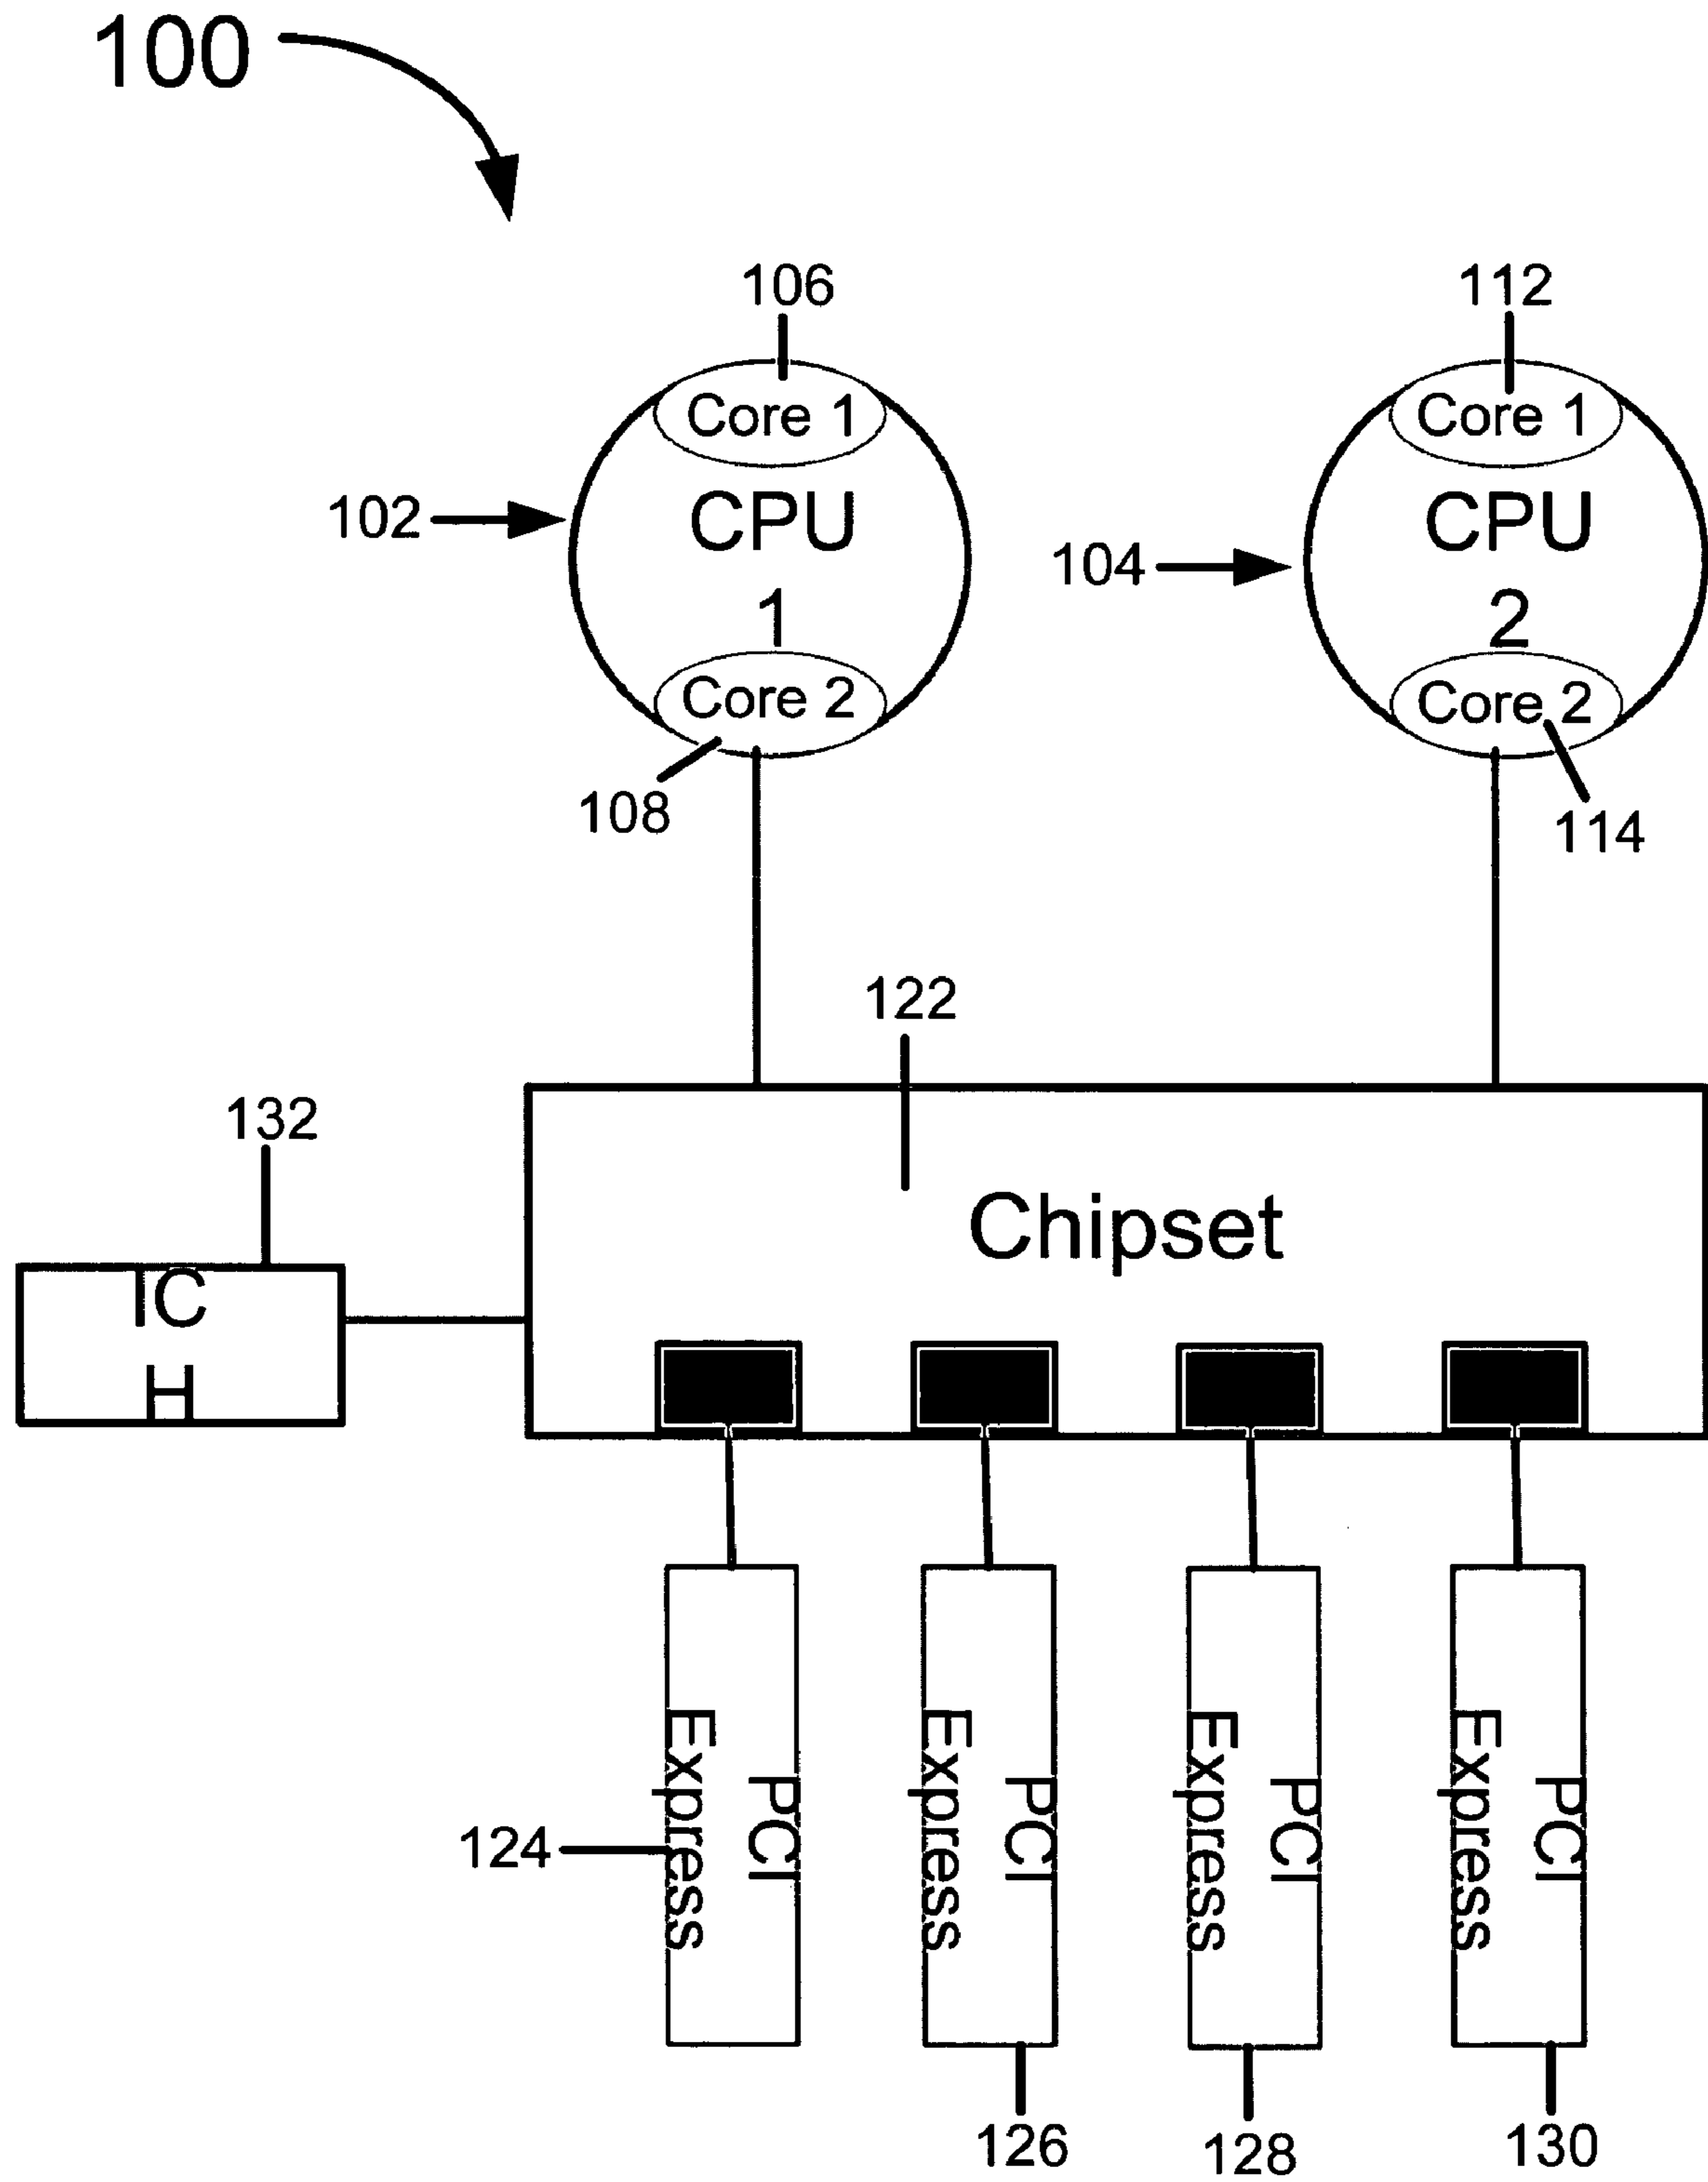 100
106
112
Core 1
Core 1
102
CPU
1
104
CPU
2
Core 2
Core 2
108
114
122
132
Chipset
IC
H
PCI
Express
PCI
Express
PCI
Express
PCI
Express
124
126
128
130